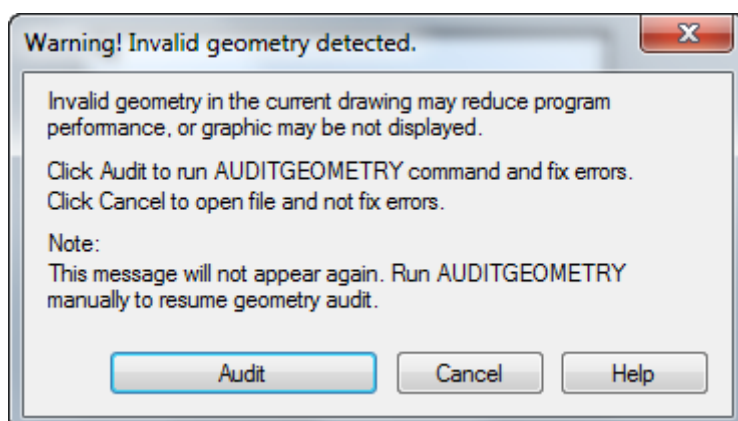 Warning! Invalid geometry detected.
Invalid geometry in the current drawing may reduce program
performance, or graphic may be not displayed.
Click Audit to run AUDITGEOMETRY command and fix errors.
Click Cancel to open file and not fix errors.
Note:
This message will not appear again. Run AUDITGEOMETRY
manually to resume geometry audit.
Audit Cancel Help